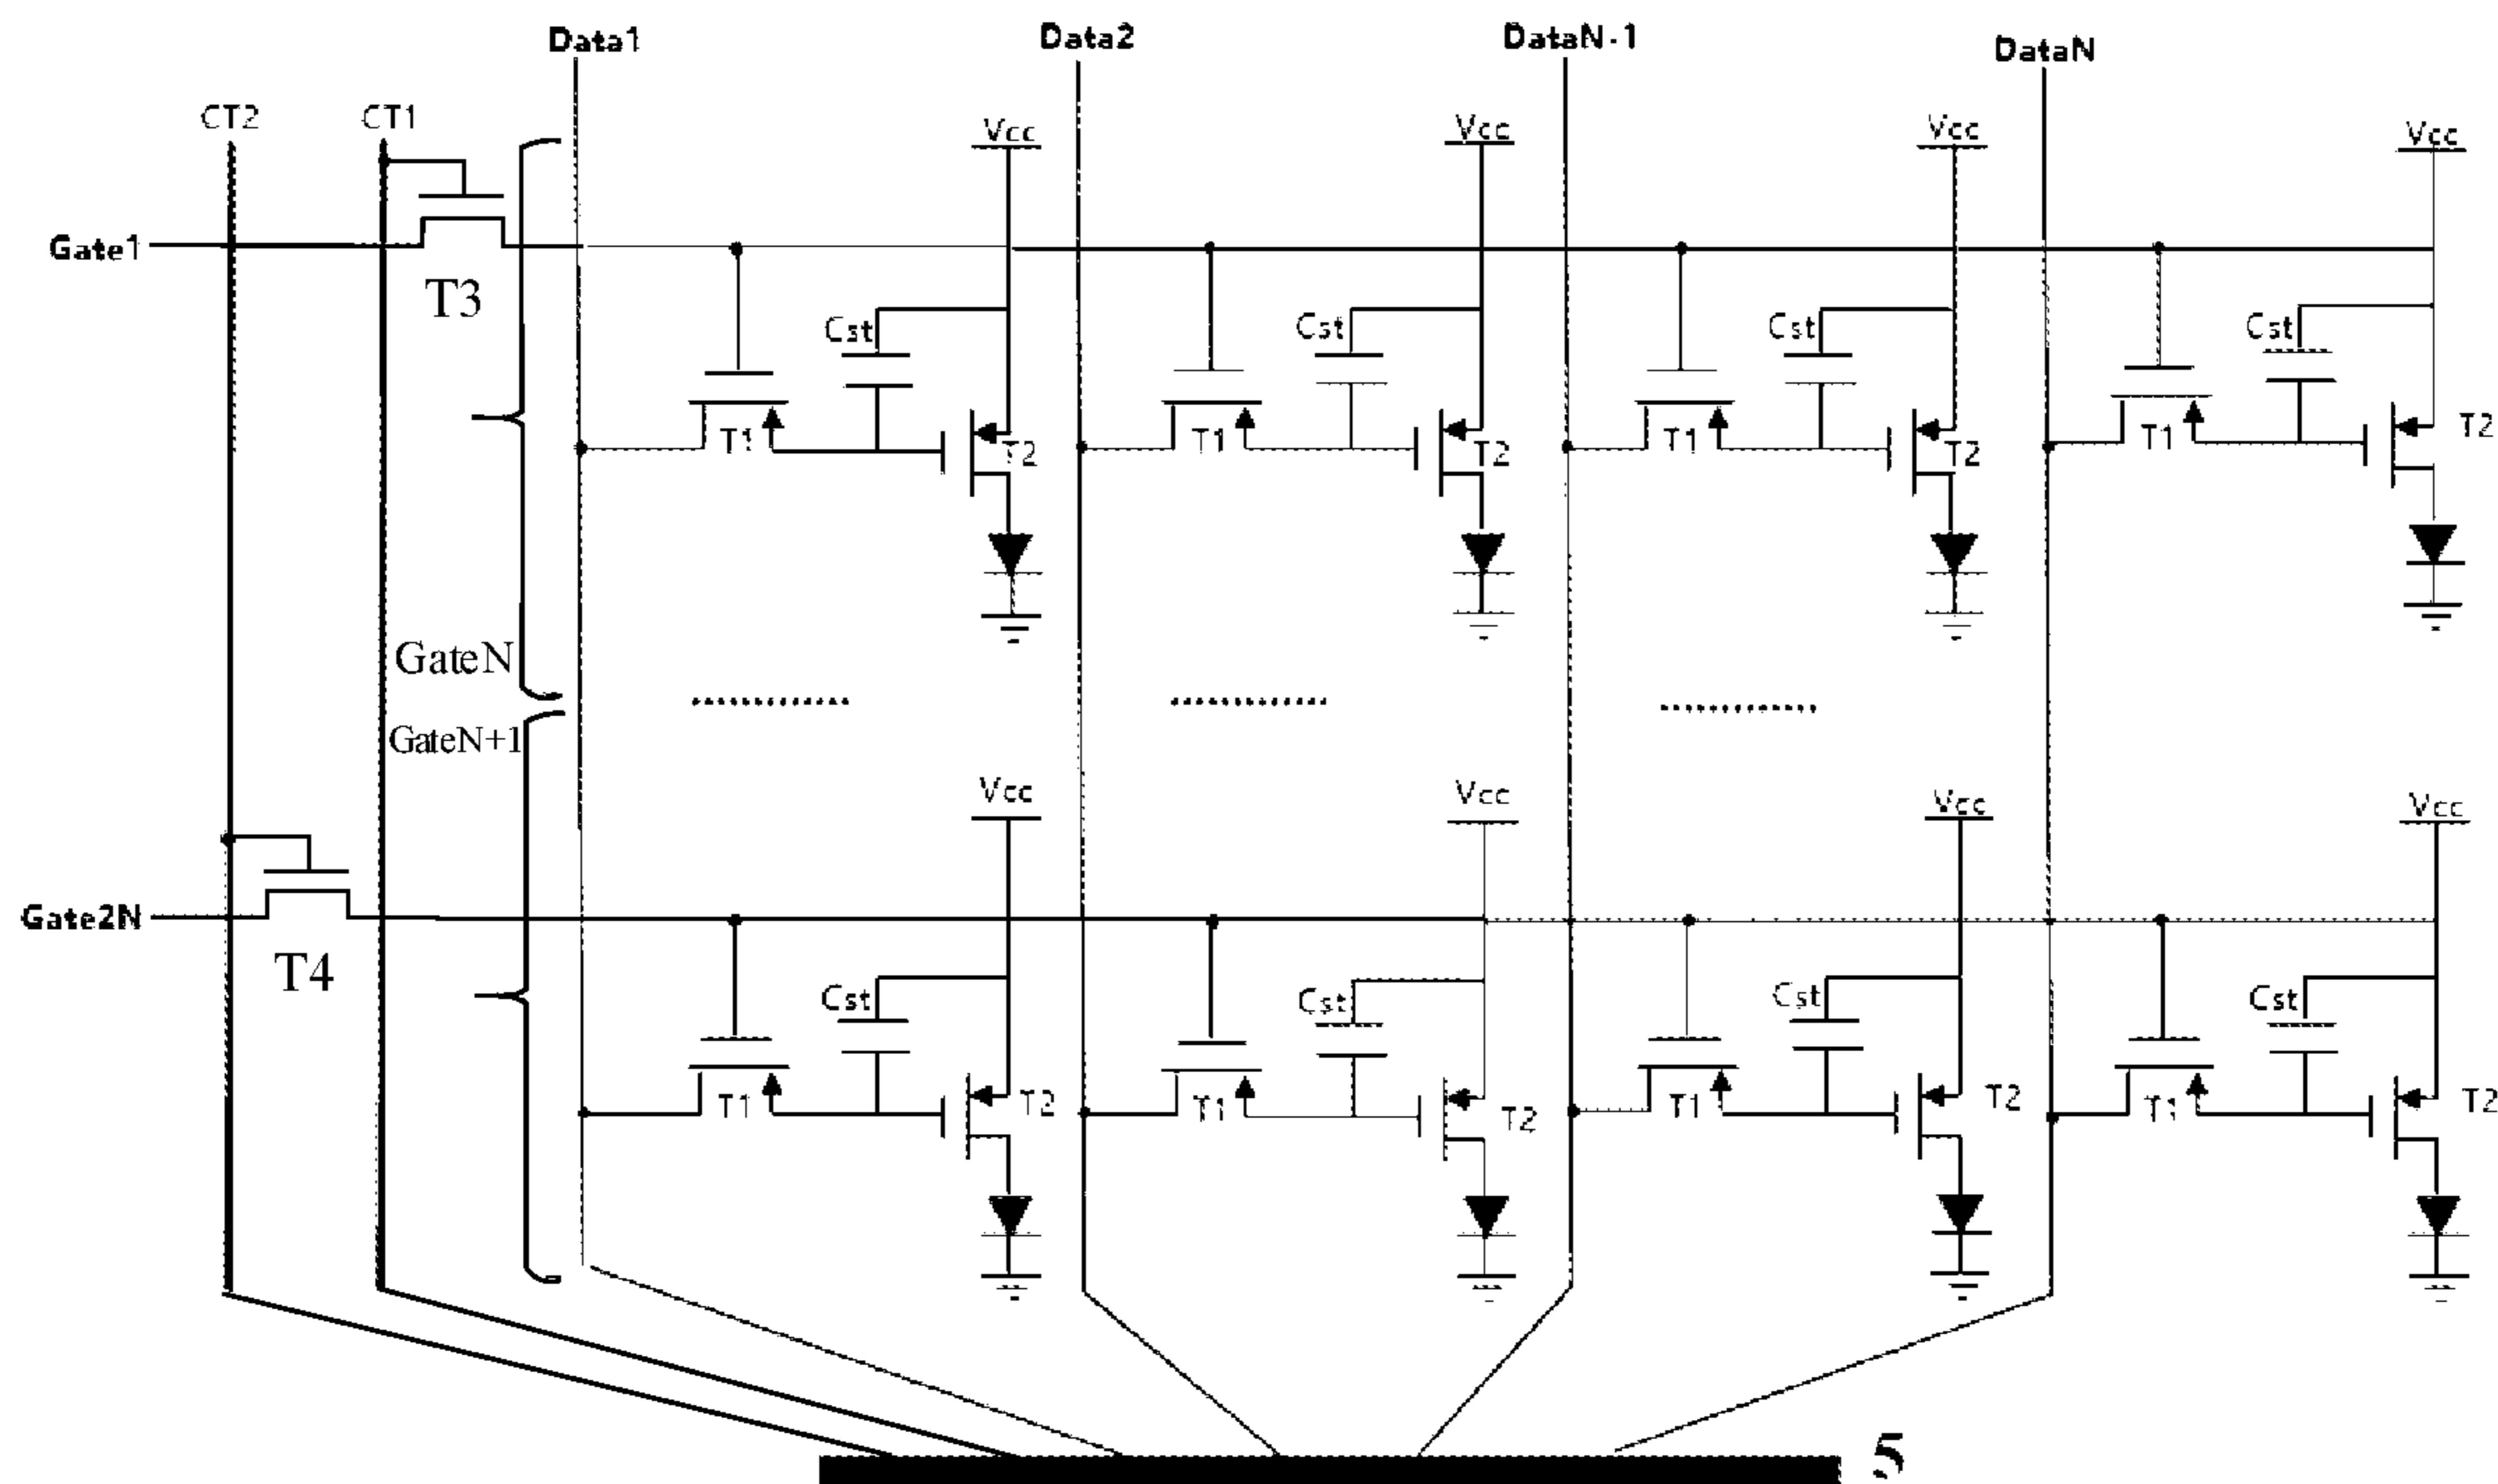 Data1 Data2 DataN-1 DataN
CT2 CT1 Vcc Vcc Vcc Vcc
Gate1
T3
Cst Cst Cst Cst
T1 T2 T1 T2 T1 T2 T1 T2
GateN
GateN+1
Vcc Vcc Vcc Vcc
Gate2N
T4
Cst Cst Cst Cst
T1 T2 T1 T2 T1 T2 T1 T2
5